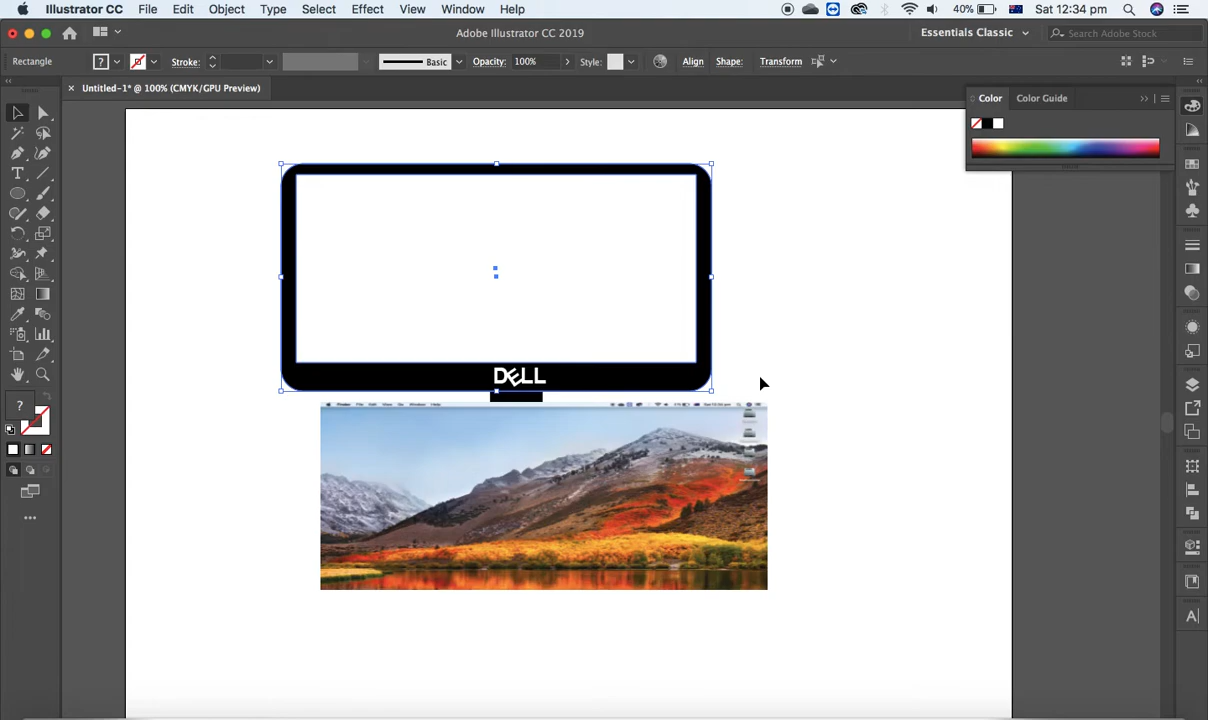 Illustrator CC File Edit Object Type Select Effect View Window Help 40% Sat 12:34 pm
Adobe Illustrator CC 2019 Essentials Classic Search Adobe Stock
Rectangle ? Stroke: Basic Opacity: 100% Style: Align Shape: Transform
× Untitled-1* @ 100% (CMYK/GPU Preview)
Color Color Guide
DELL
?